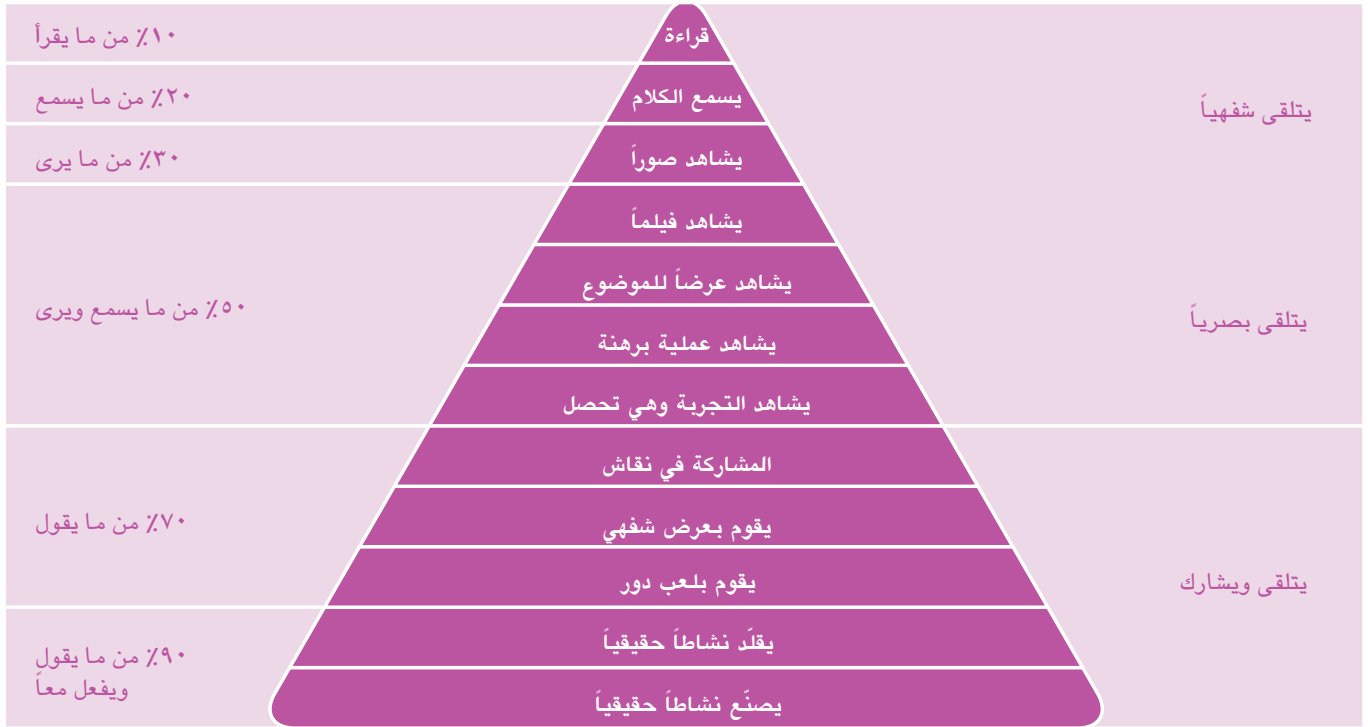 قراءة
٪١٠ من ما يقرأ
يسمع الكلام
٪٢٠ من ما يسمع
يتلقى شفهياً
يشاهد صوراً
٪٣٠ من ما يرى
يشاهد فيلماً
يشاهد عرضاً للموضوع
يتلقى بصرياً
٪٥٠ من ما يسمع ويرى
يشاهد عملية برهنة
يشاهد التجربة وهي تحصل
المشاركة في نقاش
يقوم بعرض شفهي
٪٧٠ من ما يقول
يقوم بلعب دور
يتلقى ويشارك
يقلّد نشاطاً حقيقياً
٪٩٠ من ما يقول
ويفعل معاً
يصنّع نشاطاً حقيقياً